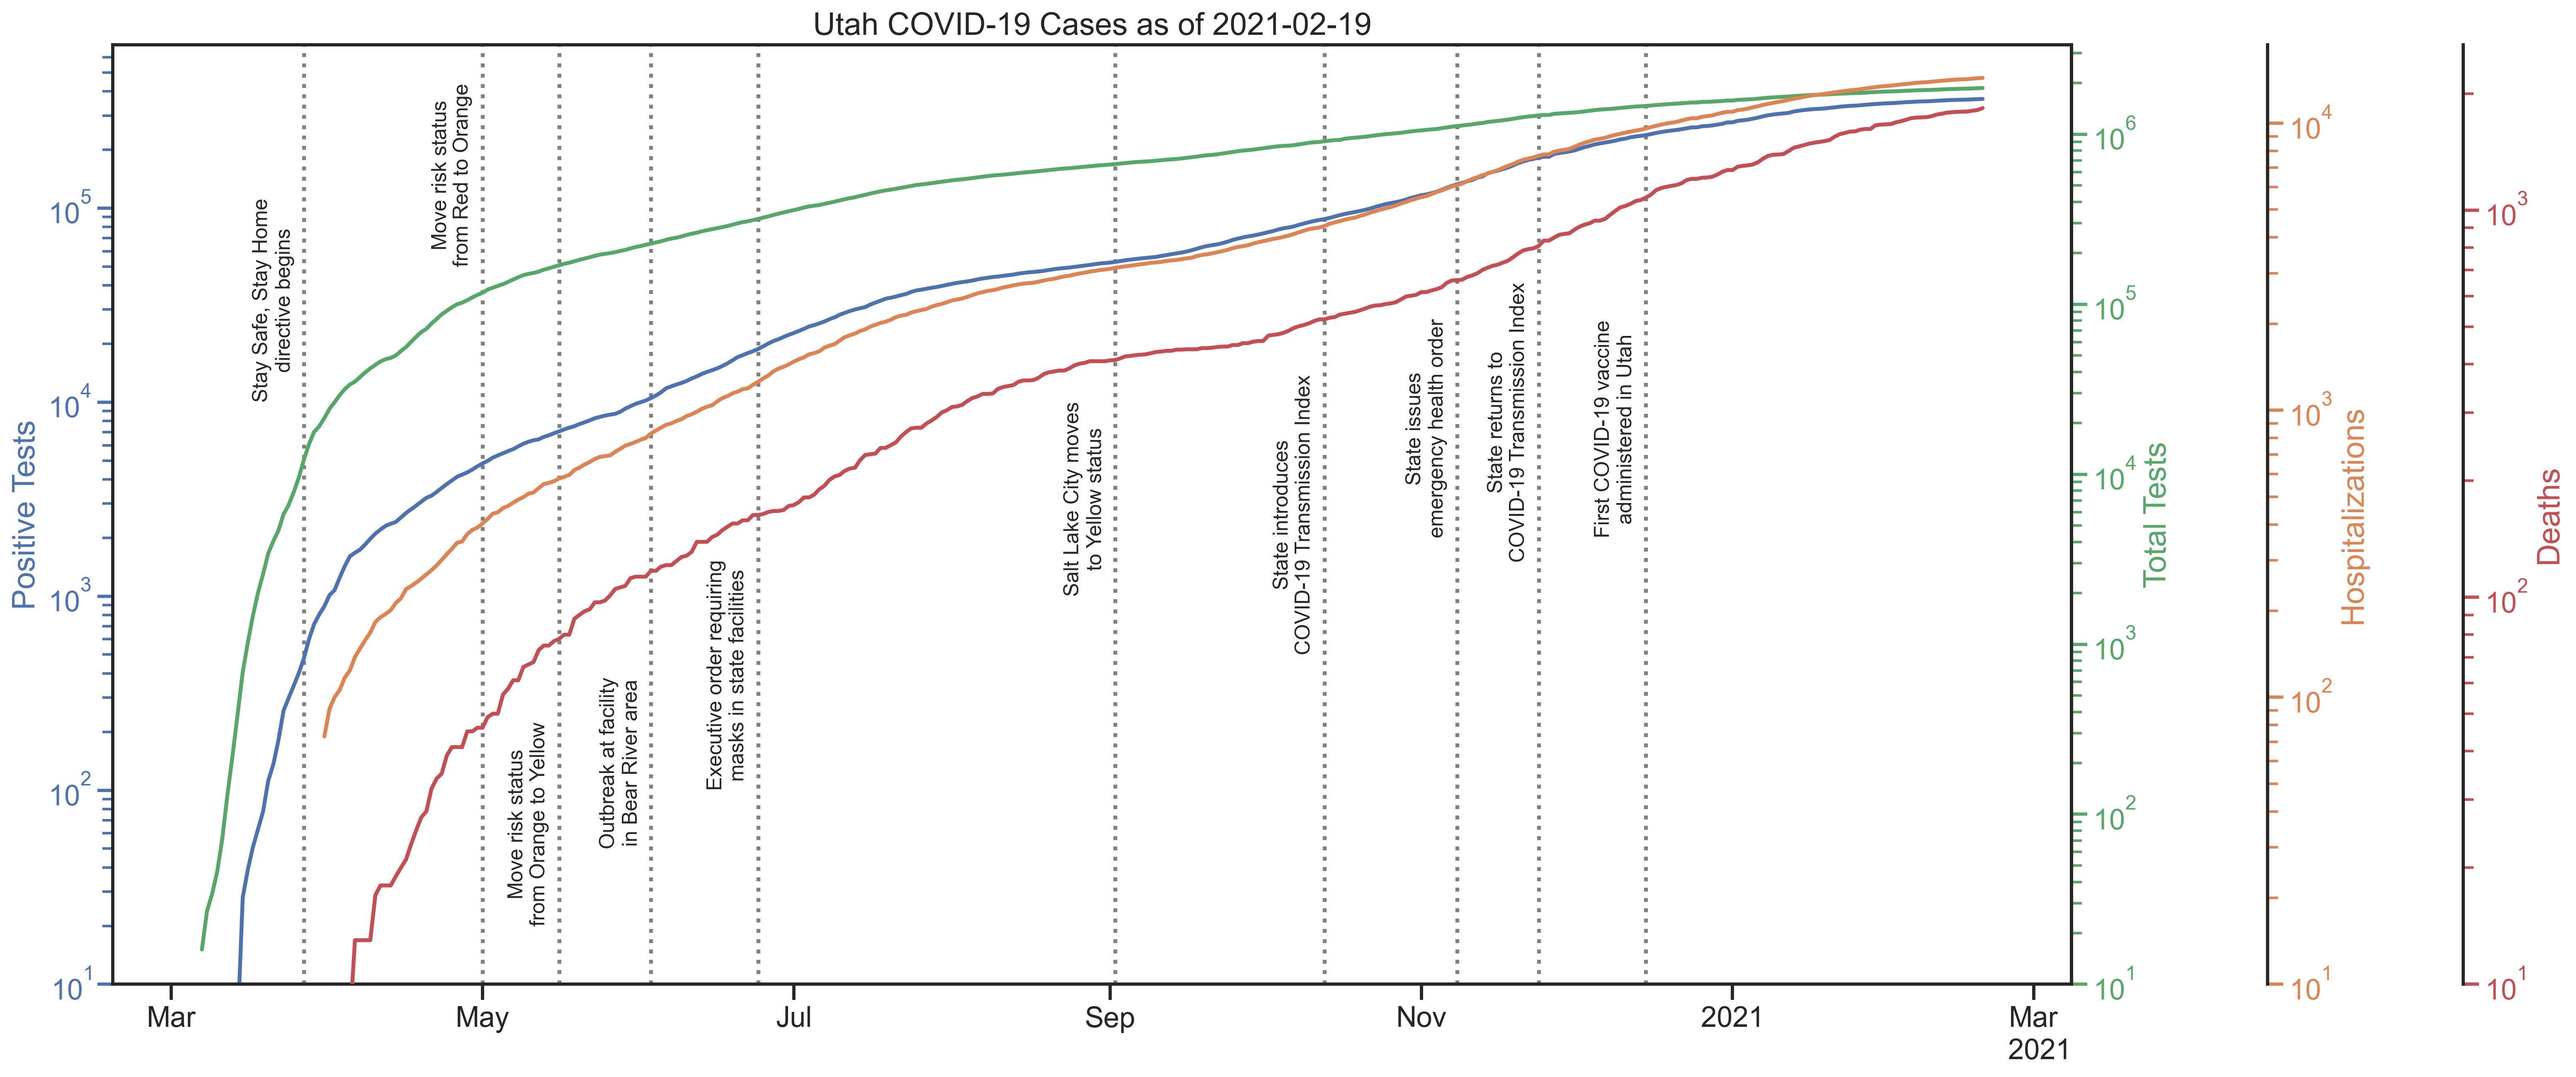 Utah COVID-19 Cases as of 2021-02-19
Positive Tests
10^5
10^4
10^3
10^2
10^1
Stay Safe, Stay Home
directive begins
Move risk status
from Red to Orange
Move risk status
from Orange to Yellow
Outbreak at facility
in Bear River area
Executive order requiring
masks in state facilities
Salt Lake City moves
to Yellow status
State introduces
COVID-19 Transmission Index
State issues
emergency health order
State returns to
COVID-19 Transmission Index
First COVID-19 vaccine
administered in Utah
10^6
10^5
10^4
10^3
10^2
10^1
Total Tests
10^4
10^3
10^2
10^1
Hospitalizations
10^3
10^2
10^1
Deaths
Mar
May
Jul
Sep
Nov
2021
Mar
2021